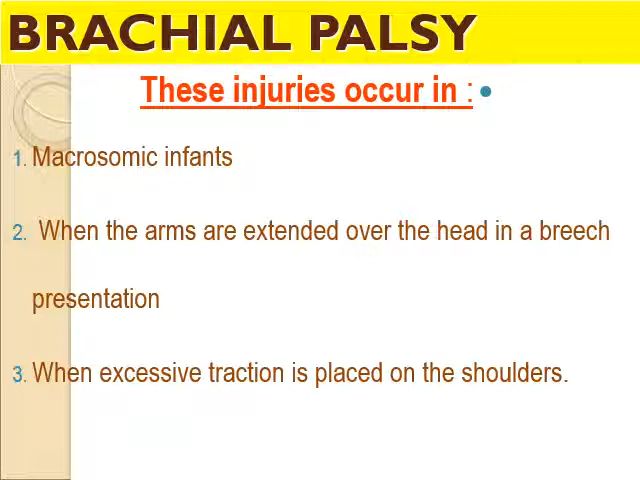 BRACHIAL PALSY
These injuries occur in : •
1. Macrosomic infants
2. When the arms are extended over the head in a breech
presentation
3. When excessive traction is placed on the shoulders.